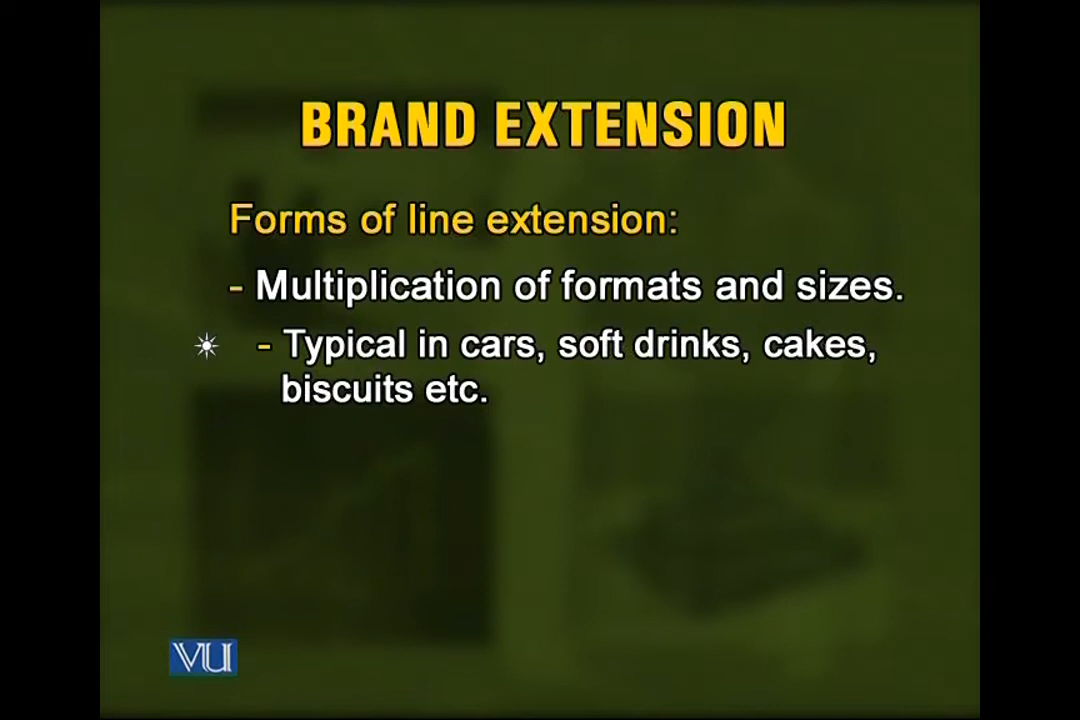 BRAND EXTENSION
Forms of line extension:
- Multiplication of formats and sizes.
- Typical in cars, soft drinks, cakes,
biscuits etc.
VU